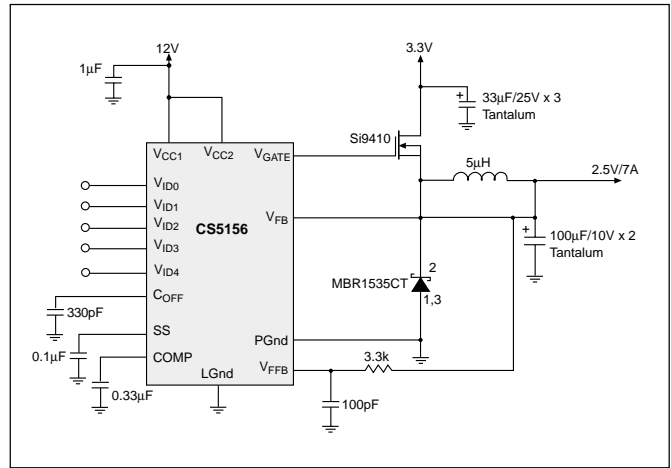 12V
3.3V
1μF
33μF/25V x 3
Tantalum
+
Si9410
VCC1
VCC2
VGATE
5μH
2.5V/7A
VID0
VID1
VID2
VID3
VID4
CS5156
VFB
+
100μF/10V x 2
Tantalum
MBR1535CT
2
1,3
COFF
330pF
SS
0.1μF
COMP
0.33μF
LGnd
PGnd
VFFB
3.3k
100pF